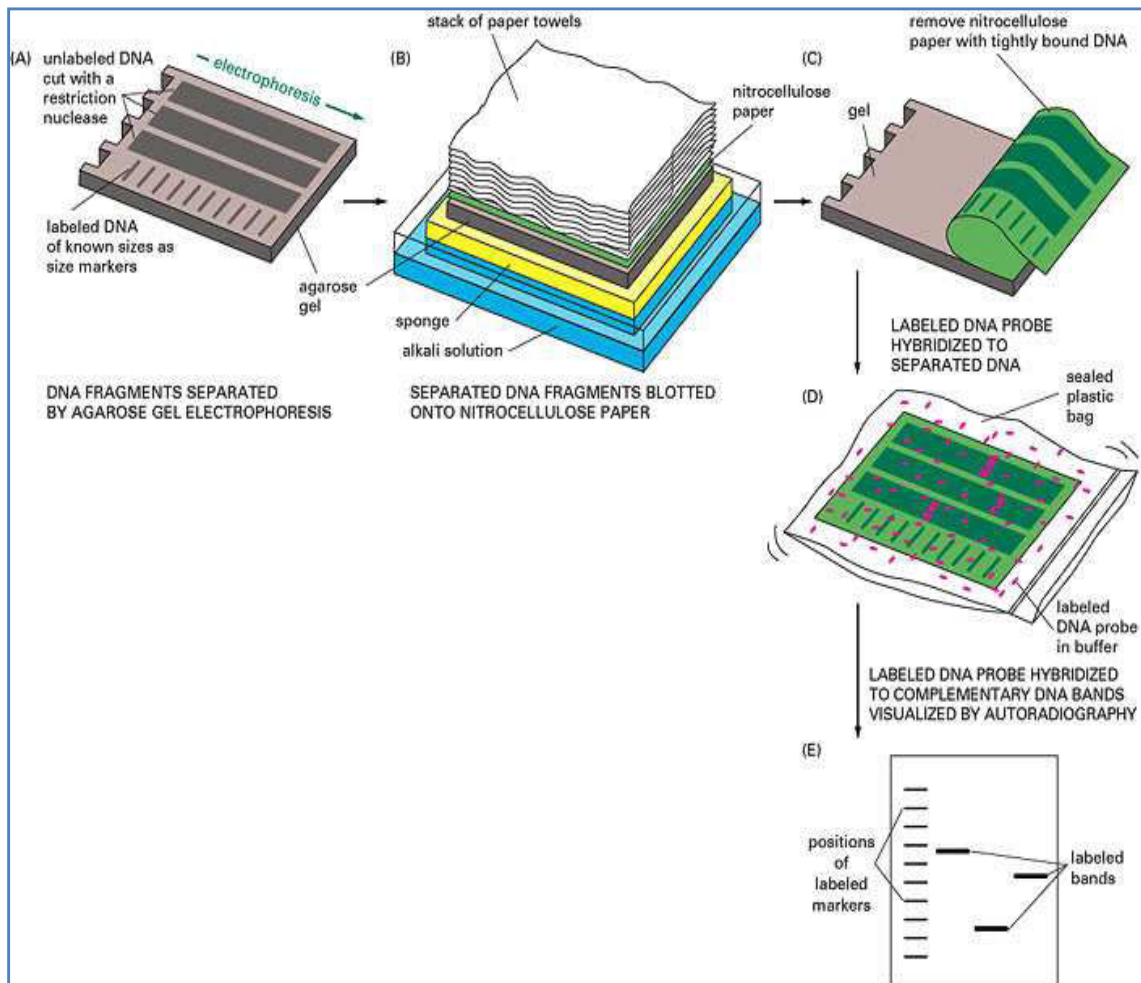 (A)
unlabeled DNA
cut with a
restriction
nuclease
– electrophoresis
labeled DNA
of known sizes as
size markers
agarose
gel
DNA FRAGMENTS SEPARATED
BY AGAROSE GEL ELECTROPHORESIS
(B)
stack of paper towels
nitrocellulose
paper
sponge
alkali solution
SEPARATED DNA FRAGMENTS BLOTTED
ONTO NITROCELLULOSE PAPER
(C)
remove nitrocellulose
paper with tightly bound DNA
gel
LABELED DNA PROBE
HYBRIDIZED TO
SEPARATED DNA
(D)
sealed
plastic
bag
labeled
DNA probe
in buffer
LABELED DNA PROBE HYBRIDIZED
TO COMPLEMENTARY DNA BANDS
VISUALIZED BY AUTORADIOGRAPHY
(E)
positions
of
labeled
markers
labeled
bands